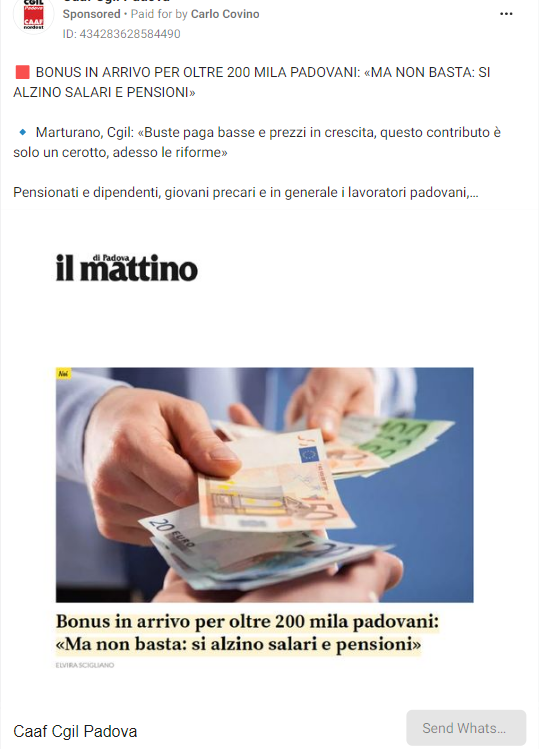 CGIL
Padova
CAAF
nordest
Caaf Cgil Padova
Sponsored • Paid for by Carlo Covino
ID: 434283628584490
🟥 BONUS IN ARRIVO PER OLTRE 200 MILA PADOVANI: «MA NON BASTA: SI
ALZINO SALARI E PENSIONI»
🔹 Marturano, Cgil: «Buste paga basse e prezzi in crescita, questo contributo è
solo un cerotto, adesso le riforme»
Pensionati e dipendenti, giovani precari e in generale i lavoratori padovani,...
il mattino
di Padova
Noi
50
20 EURO
100
Bonus in arrivo per oltre 200 mila padovani:
«Ma non basta: si alzino salari e pensioni»
ELVIRA SCIGLIANO
Caaf Cgil Padova
Send Whats...